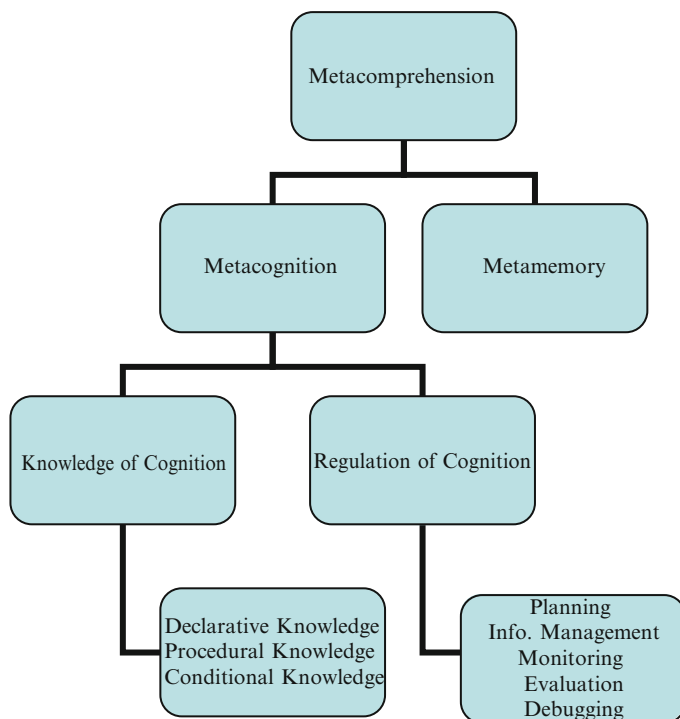 Metacomprehension
Metacognition
Metamemory
Knowledge of Cognition
Regulation of Cognition
Declarative Knowledge
Procedural Knowledge
Conditional Knowledge
Planning
Info. Management
Monitoring
Evaluation
Debugging